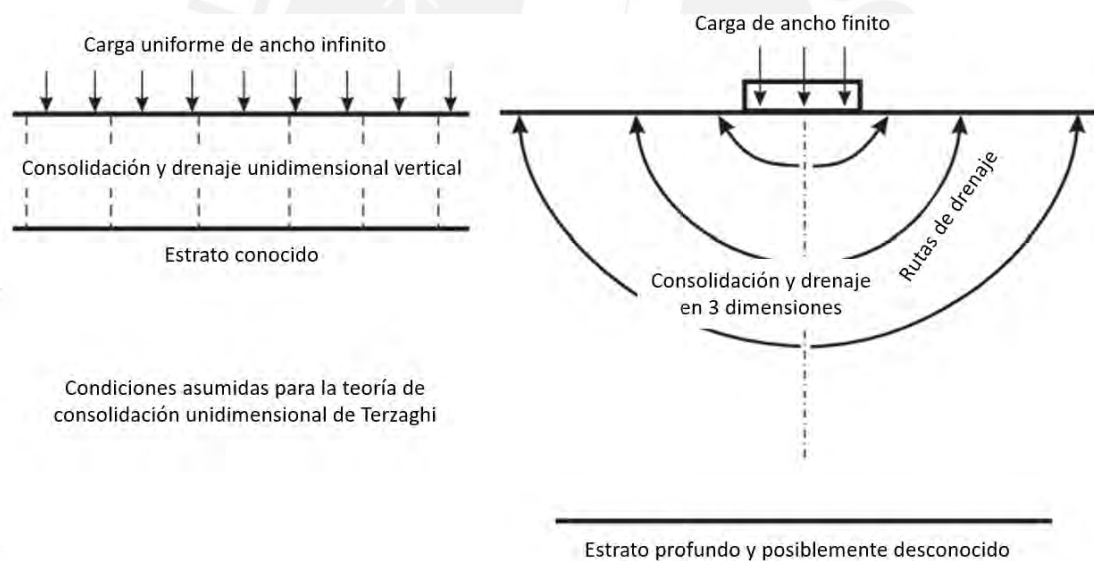 Carga uniforme de ancho infinito
Consolidación y drenaje unidimensional vertical
Estrato conocido
Condiciones asumidas para la teoría de
consolidación unidimensional de Terzaghi
Carga de ancho finito
Rutas de drenaje
Consolidación y drenaje
en 3 dimensiones
Estrato profundo y posiblemente desconocido